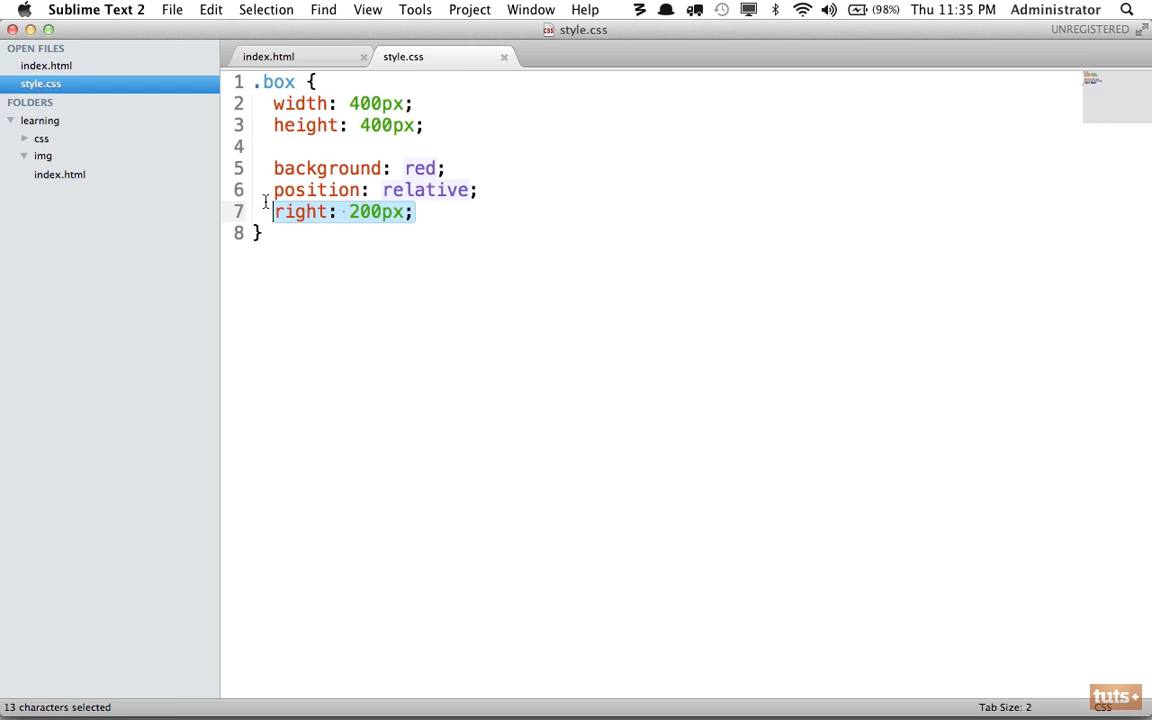 Sublime Text 2 File Edit Selection Find View Tools Project Window Help (98%) Thu 11:35 PM Administrator
style.css UNREGISTERED
OPEN FILES
index.html
style.css
FOLDERS
learning
css
img
index.html
index.html × style.css ×
1 .box {
2 width: 400px;
3 height: 400px;
4
5 background: red;
6 position: relative;
7 right: 200px;
8 }
13 characters selected Tab Size: 2 CSS
tuts+